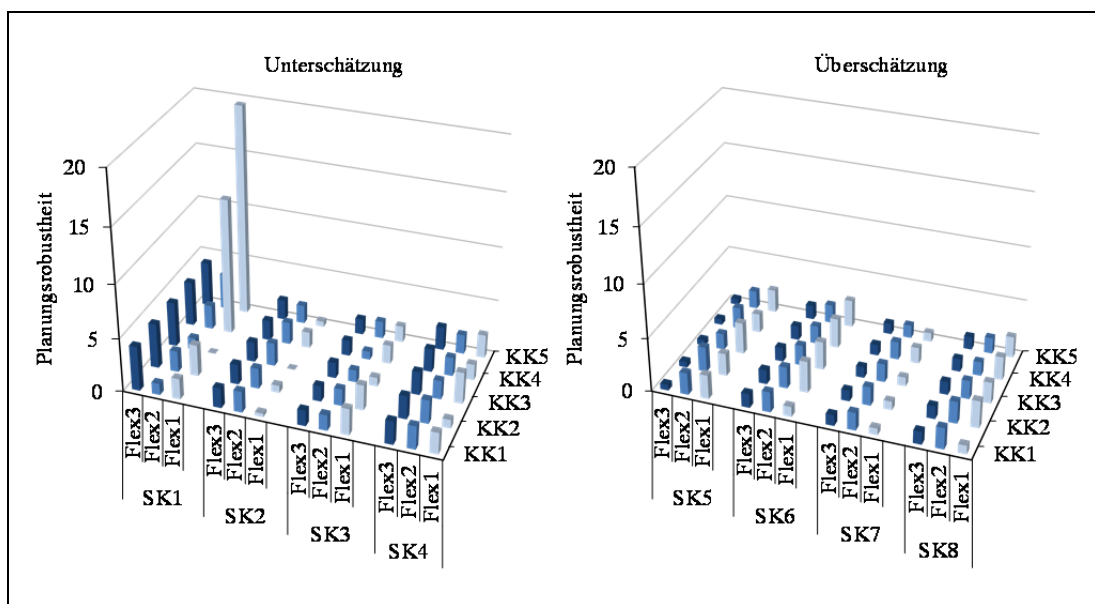 Unterschätzung
Planungsrobustheit
20
15
10
5
0
Flex3
Flex2
Flex1
Flex3
Flex2
Flex1
Flex3
Flex2
Flex1
Flex3
Flex2
Flex1
SK1
SK2
SK3
SK4
KK5
KK4
KK3
KK2
KK1
Überschätzung
Planungsrobustheit
20
15
10
5
0
Flex3
Flex2
Flex1
Flex3
Flex2
Flex1
Flex3
Flex2
Flex1
Flex3
Flex2
Flex1
SK5
SK6
SK7
SK8
KK5
KK4
KK3
KK2
KK1